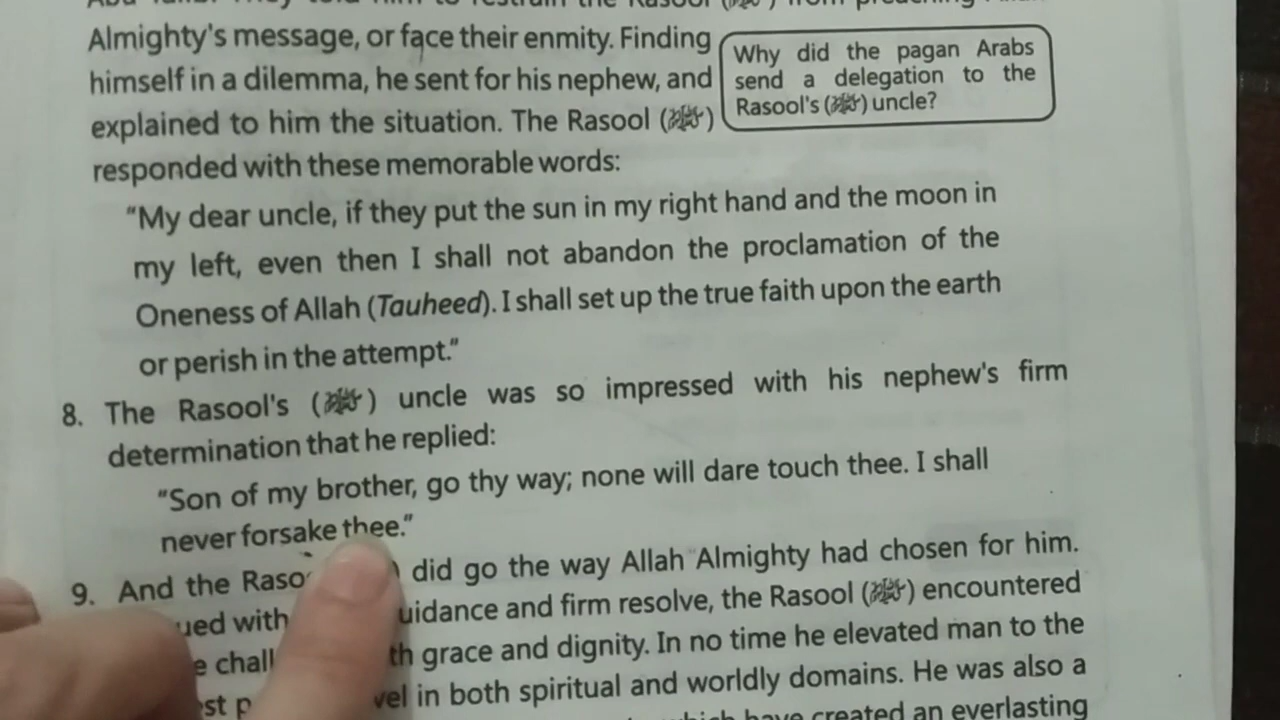 Almighty's message, or face their enmity. Finding
himself in a dilemma, he sent for his nephew, and
explained to him the situation. The Rasool (ﷺ)
responded with these memorable words:
Why did the pagan Arabs
send a delegation to the
Rasool's (ﷺ) uncle?
"My dear uncle, if they put the sun in my right hand and the moon in
my left, even then I shall not abandon the proclamation of the
Oneness of Allah (Tauheed). I shall set up the true faith upon the earth
or perish in the attempt."
8. The Rasool's (ﷺ) uncle was so impressed with his nephew's firm
determination that he replied:
"Son of my brother, go thy way; none will dare touch thee. I shall
never forsake thee."
9. And the did go the way Allah Almighty had chosen for him.
with and firm resolve, the Rasool (ﷺ) encountered
grace and dignity. In no time he elevated man to the
in both spiritual and worldly domains. He was also a
have created an everlasting